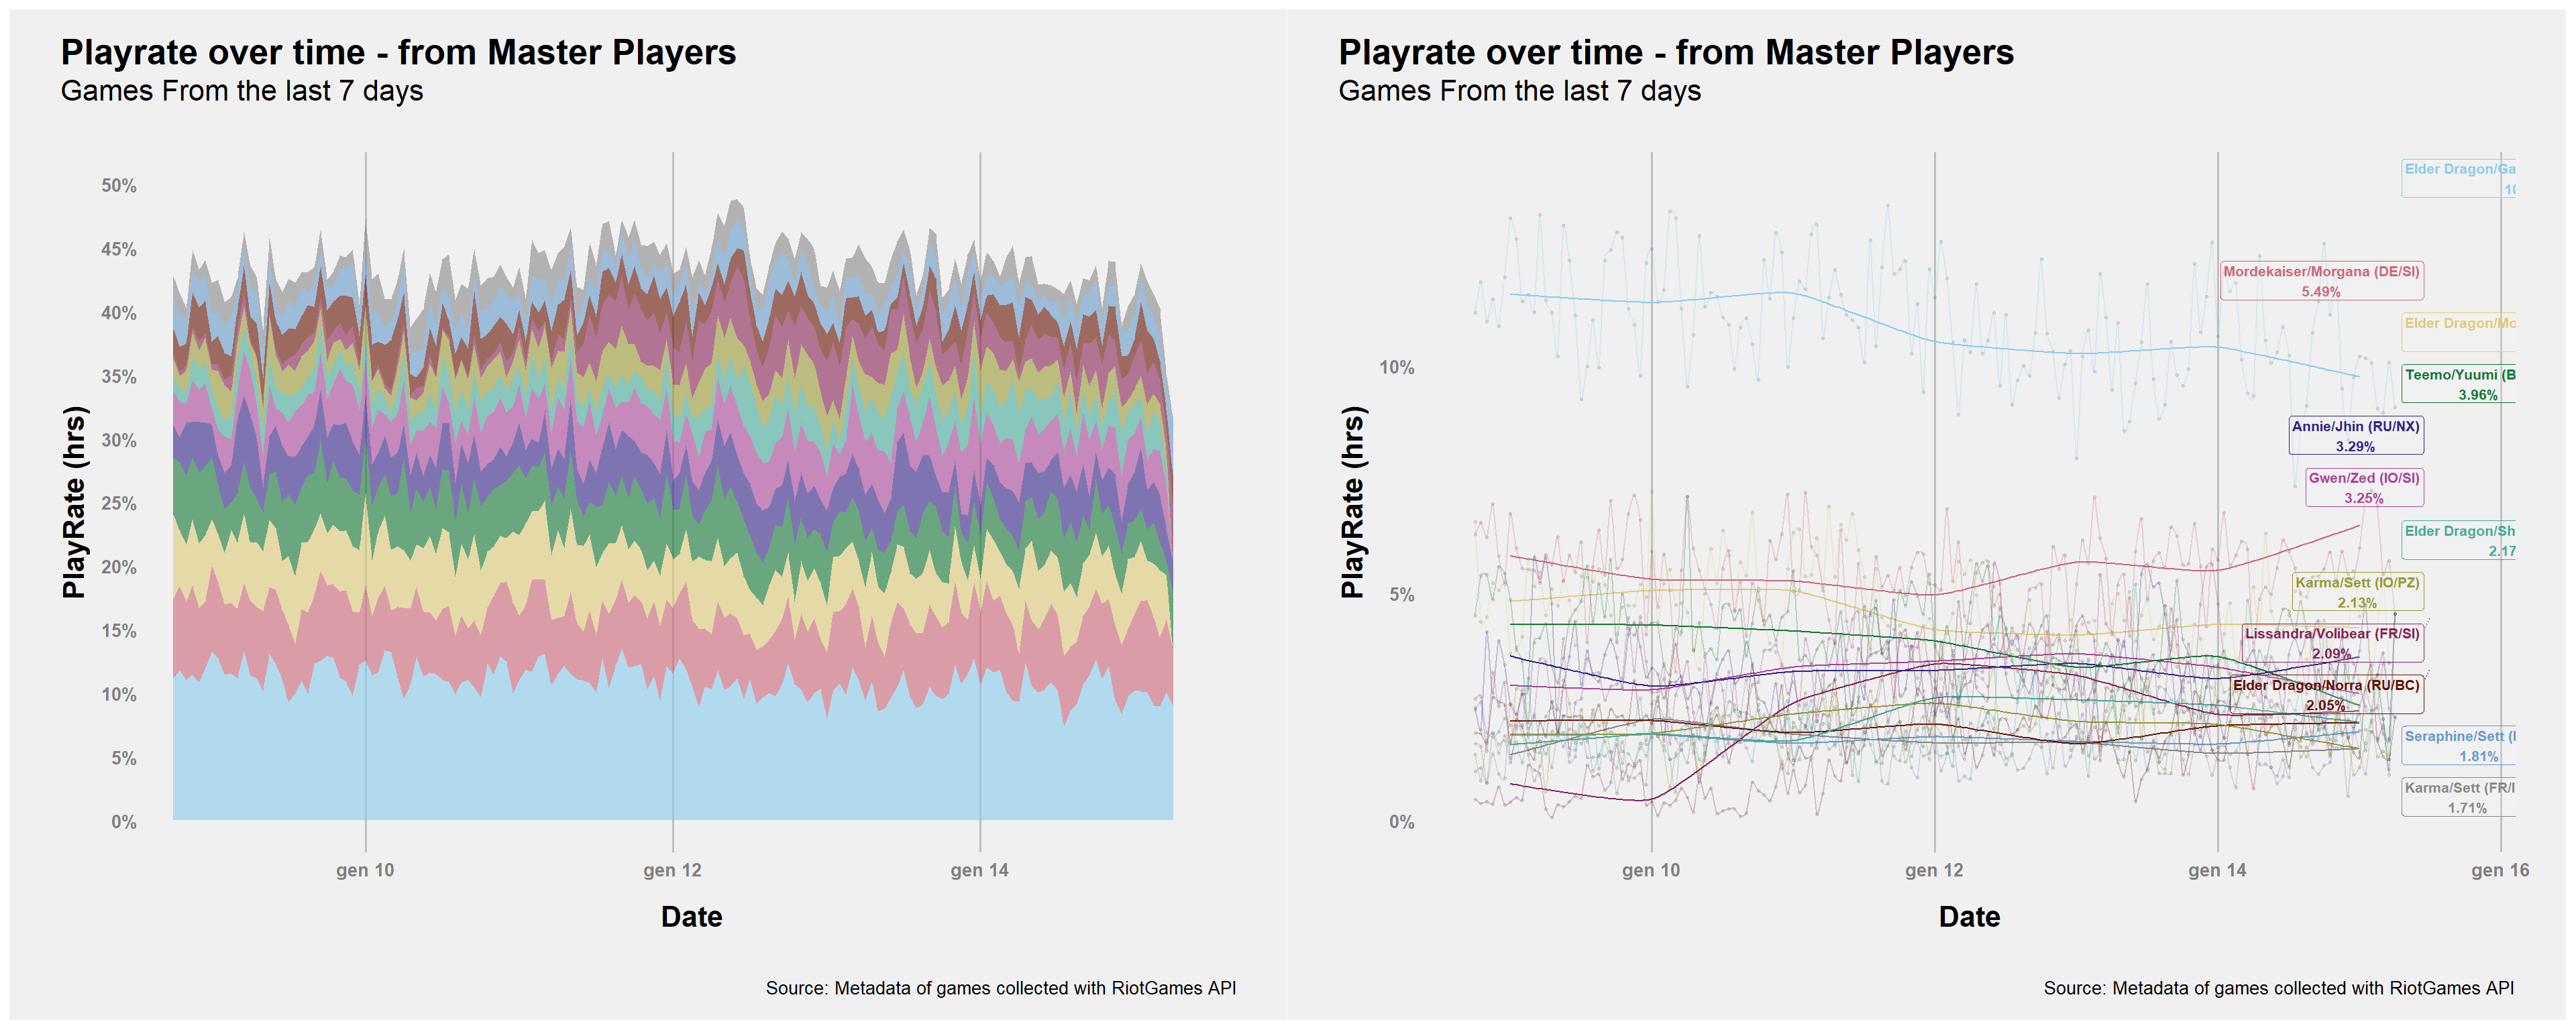 Playrate over time - from Master Players
Games From the last 7 days
50%
45%
40%
35%
30%
25%
20%
15%
10%
5%
0%
PlayRate (hrs)
gen 10
gen 12
gen 14
Date
Source: Metadata of games collected with RiotGames API
Playrate over time - from Master Players
Games From the last 7 days
10%
5%
0%
PlayRate (hrs)
Elder Dragon/Ga
10
Mordekaiser/Morgana (DE/SI)
5.49%
Elder Dragon/Mo
Teemo/Yuumi (B
3.96%
Annie/Jhin (RU/NX)
3.29%
Gwen/Zed (IO/SI)
3.25%
Elder Dragon/Sh
2.17
Karma/Sett (IO/PZ)
2.13%
Lissandra/Volibear (FR/SI)
2.09%
Elder Dragon/Norra (RU/BC)
2.05%
Seraphine/Sett (
1.81%
Karma/Sett (FR/I
1.71%
gen 10
gen 12
gen 14
gen 16
Date
Source: Metadata of games collected with RiotGames API